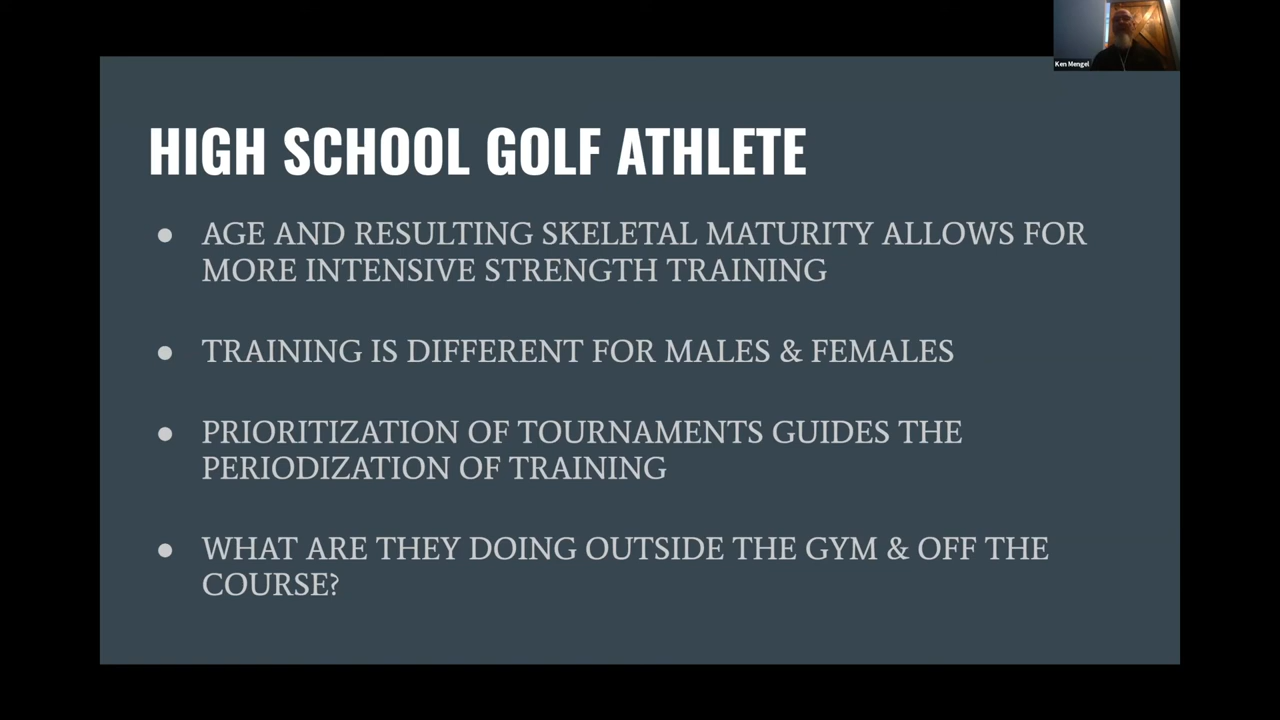 Ken Mengel
HIGH SCHOOL GOLF ATHLETE
● AGE AND RESULTING SKELETAL MATURITY ALLOWS FOR
MORE INTENSIVE STRENGTH TRAINING
● TRAINING IS DIFFERENT FOR MALES & FEMALES
● PRIORITIZATION OF TOURNAMENTS GUIDES THE
PERIODIZATION OF TRAINING
● WHAT ARE THEY DOING OUTSIDE THE GYM & OFF THE
COURSE?